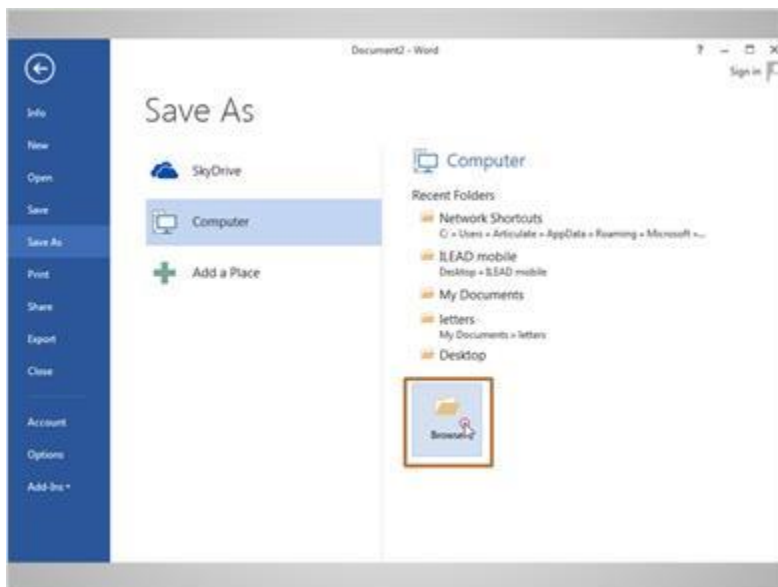 Document2 - Word
?
Sign in
Info
New
Open
Save
Save As
Print
Share
Export
Close
Account
Options
Add-Ins
Save As
SkyDrive
Computer
Add a Place
Computer
Recent Folders
Network Shortcuts
C: » Users » Articulate » AppData » Roaming » Microsoft »...
ILEAD mobile
Desktop » ILEAD mobile
My Documents
letters
My Documents » letters
Desktop
Browse